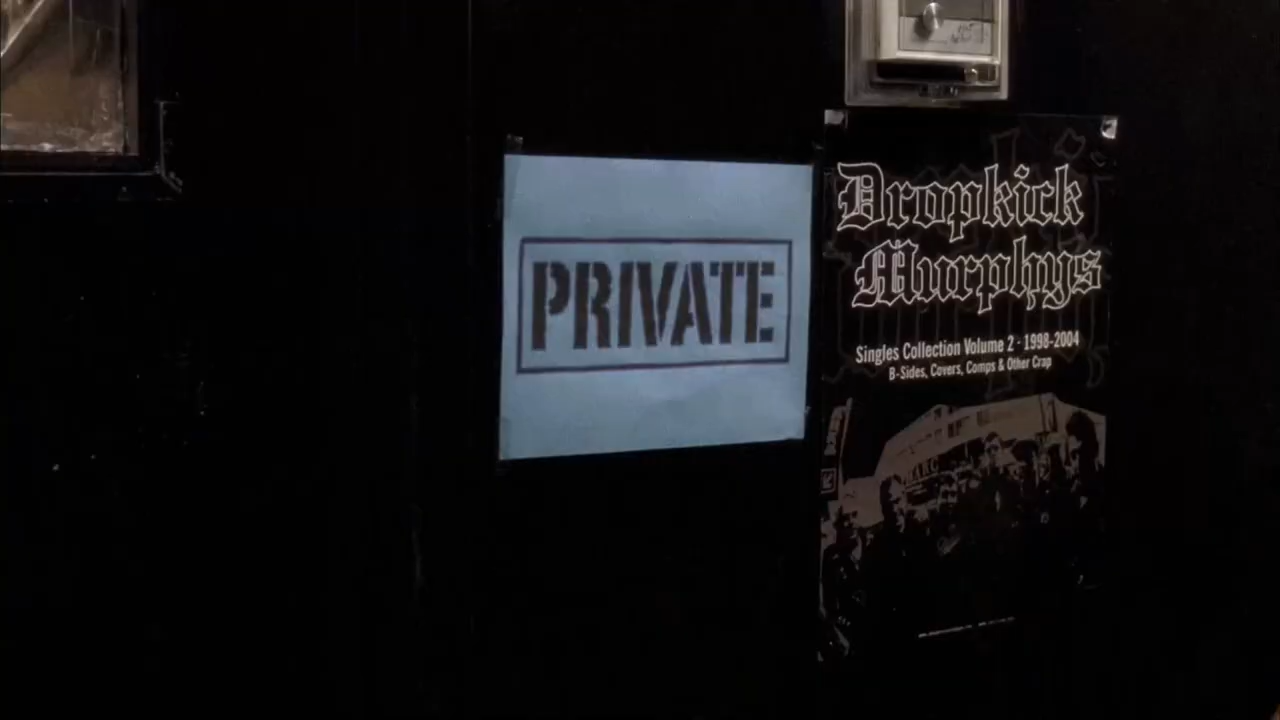 PRIVATE
Dropkick
Murphys
Singles Collection Volume 2 · 1998-2004
B-Sides, Covers, Comps & Other Crap